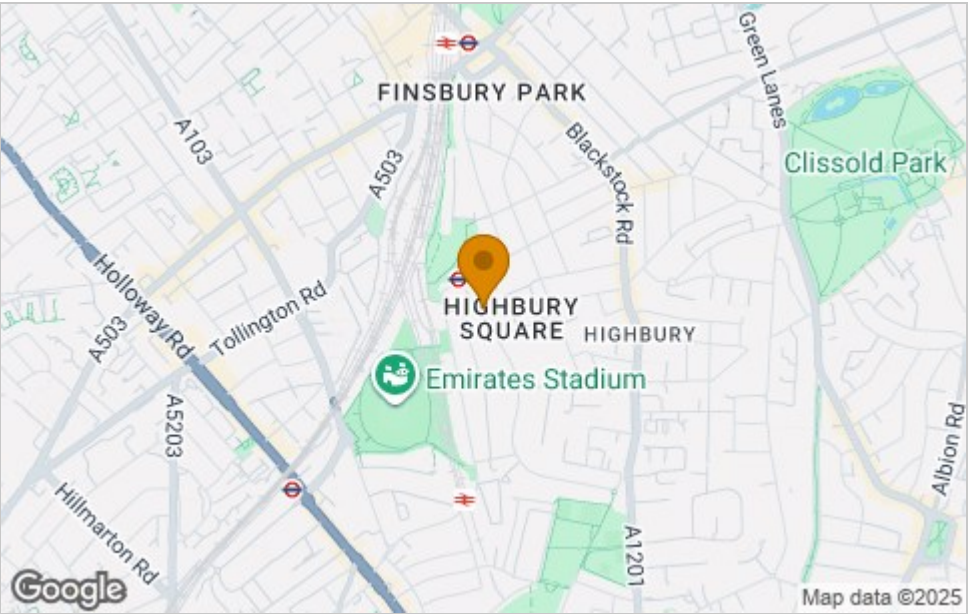 FINSBURY PARK
Green Lanes
A103
A503
Blackstock Rd
Clissold Park
Holloway Rd
Tollington Rd
A503
HIGHBURY
SQUARE
HIGHBURY
Emirates Stadium
A5203
Albion Rd
Hillmarton Rd
A1201
Google
Map data ©2025